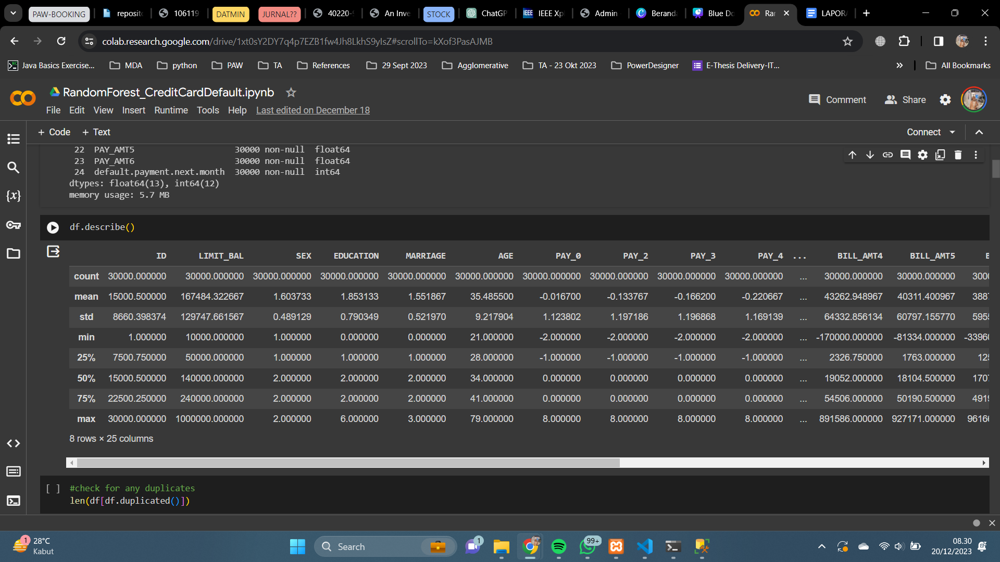 PAW-BOOKING
reposit
106119
DATMIN
JURNAL??
40220-
An Inve
STOCK
ChatGP
IEEE Xp
Admin
Beranda
Blue Do
Ra
LAPOR
colab.research.google.com/drive/1xt0sY2DY7q4p7EZB1fw4Jh8LkhS9yIsZ#scrollTo=kXof3PasAJMB
Java Basics Exercise... MDA python PAW TA References 29 Sept 2023 Agglomerative TA - 23 Okt 2023 PowerDesigner E-Thesis Delivery-IT... All Bookmarks
RandomForest_CreditCardDefault.ipynb
Comment Share
File Edit View Insert Runtime Tools Help Last edited on December 18
+ Code + Text Connect
22 PAY_AMT5 30000 non-null float64
23 PAY_AMT6 30000 non-null float64
24 default.payment.next.month 30000 non-null int64
dtypes: float64(13), int64(12)
memory usage: 5.7 MB
df.describe()
ID LIMIT_BAL SEX EDUCATION MARRIAGE AGE PAY_0 PAY_2 PAY_3 PAY_4 ... BILL_AMT4 BILL_AMT5
count 30000.000000 30000.000000 30000.000000 30000.000000 30000.000000 30000.000000 30000.000000 30000.000000 30000.000000 30000.000000 ... 30000.000000 30000.000000 3000
mean 15000.500000 167484.322667 1.603733 1.853133 1.551867 35.485500 -0.016700 -0.133767 -0.166200 -0.220667 ... 43262.948967 40311.400967 3887
std 8660.398374 129747.661567 0.489129 0.790349 0.521970 9.217904 1.123802 1.197186 1.196868 1.169139 ... 64332.856134 60797.155770 595
min 1.000000 10000.000000 1.000000 0.000000 0.000000 21.000000 -2.000000 -2.000000 -2.000000 -2.000000 ... -170000.000000 -81334.000000 -3396
25% 7500.750000 50000.000000 1.000000 1.000000 1.000000 28.000000 -1.000000 -1.000000 -1.000000 -1.000000 ... 2326.750000 1763.000000 12
50% 15000.500000 140000.000000 2.000000 2.000000 2.000000 34.000000 0.000000 0.000000 0.000000 0.000000 ... 19052.000000 18104.500000 1707
75% 22500.250000 240000.000000 2.000000 2.000000 2.000000 41.000000 0.000000 0.000000 0.000000 0.000000 ... 54506.000000 50190.500000 491
max 30000.000000 1000000.000000 2.000000 6.000000 3.000000 79.000000 8.000000 8.000000 8.000000 8.000000 ... 891586.000000 927171.000000 9616
8 rows × 25 columns
[ ] #check for any duplicates
len(df[df.duplicated()])
1
28°C
Kabut
Search
1
99+
08.30
20/12/2023